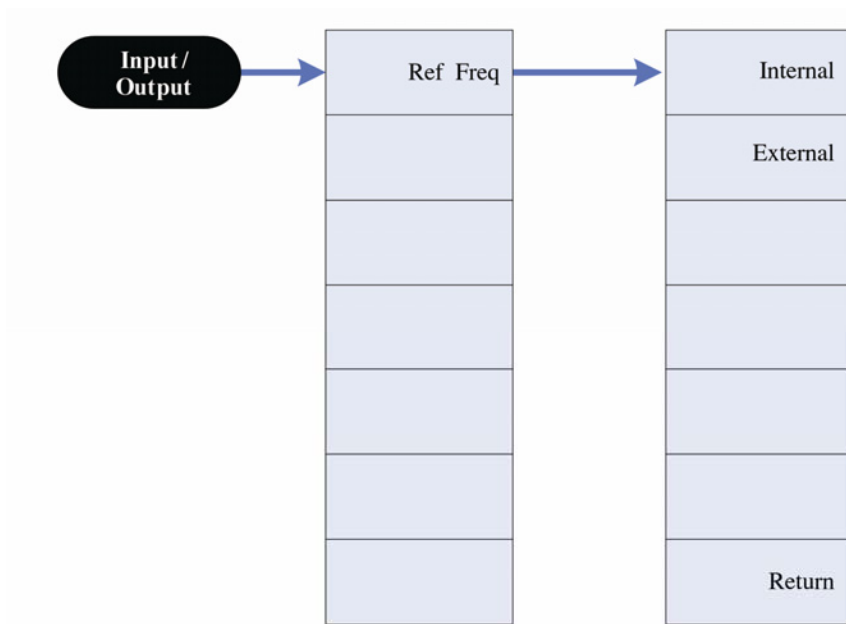 Input /
Output
Ref Freq
Internal
External
Return